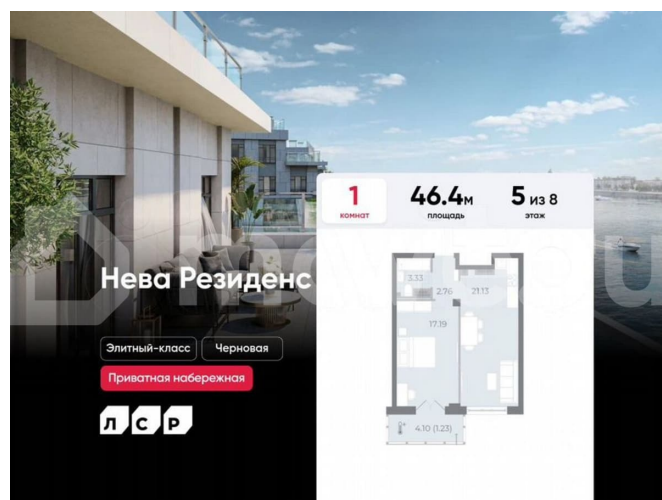 1
комнат
46.4м
площадь
5 из 8
этаж
Нева Резиденс
Элитный-класс
Черновая
Приватная набережная
ЛСР
3.33
2.76
21.13
17.19
4.10 (1.23)